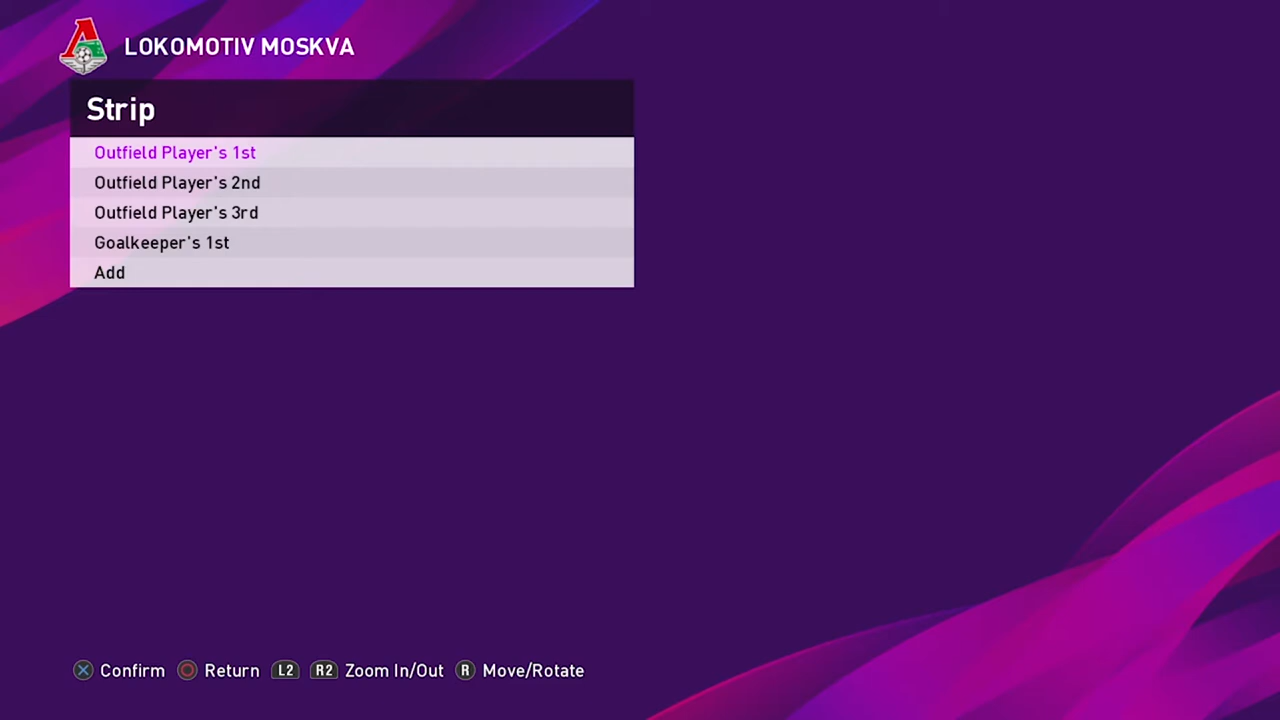 LOKOMOTIV MOSKVA
Strip
Outfield Player's 1st
Outfield Player's 2nd
Outfield Player's 3rd
Goalkeeper's 1st
Add
Confirm Return L2 R2 Zoom In/Out R Move/Rotate